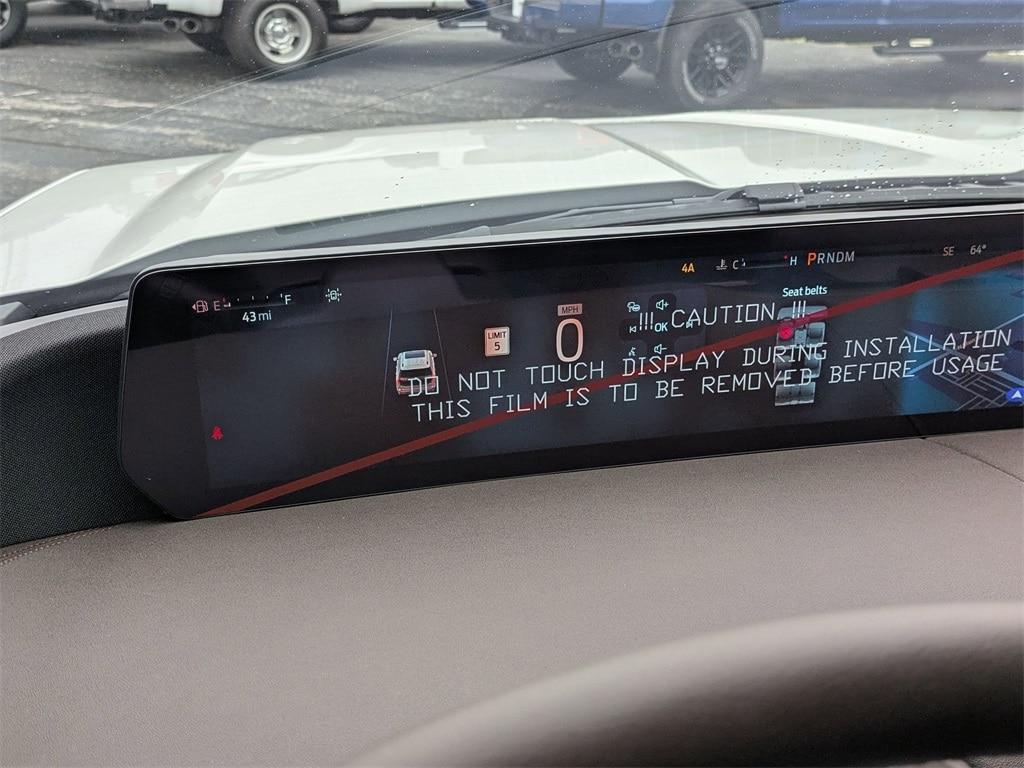 4A
C
H
PRNDM
SE 64°
E
F
43 mi
MPH
0
LIMIT
5
OK
Seat belts
!!! CAUTION !!!
DO NOT TOUCH DISPLAY DURING INSTALLATION
THIS FILM IS TO BE REMOVED BEFORE USAGE